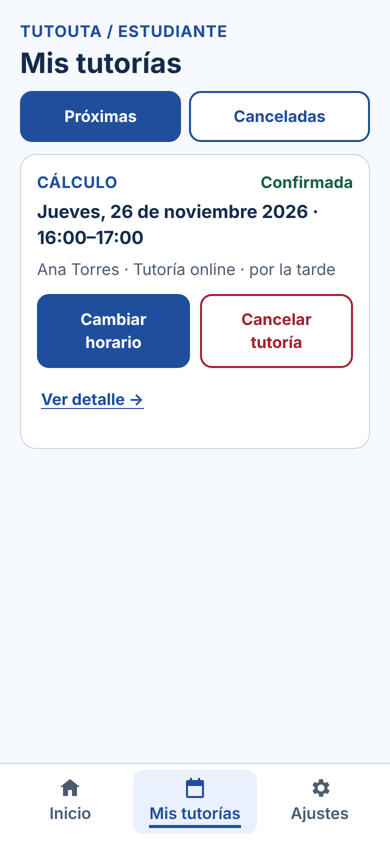 TUTOUTA / ESTUDIANTE
Mis tutorías
Próximas
Canceladas
CÁLCULO
Confirmada
Jueves, 26 de noviembre 2026 ·
16:00–17:00
Ana Torres · Tutoría online · por la tarde
Cambiar
horario
Cancelar
tutoría
Ver detalle →
Inicio
Mis tutorías
Ajustes